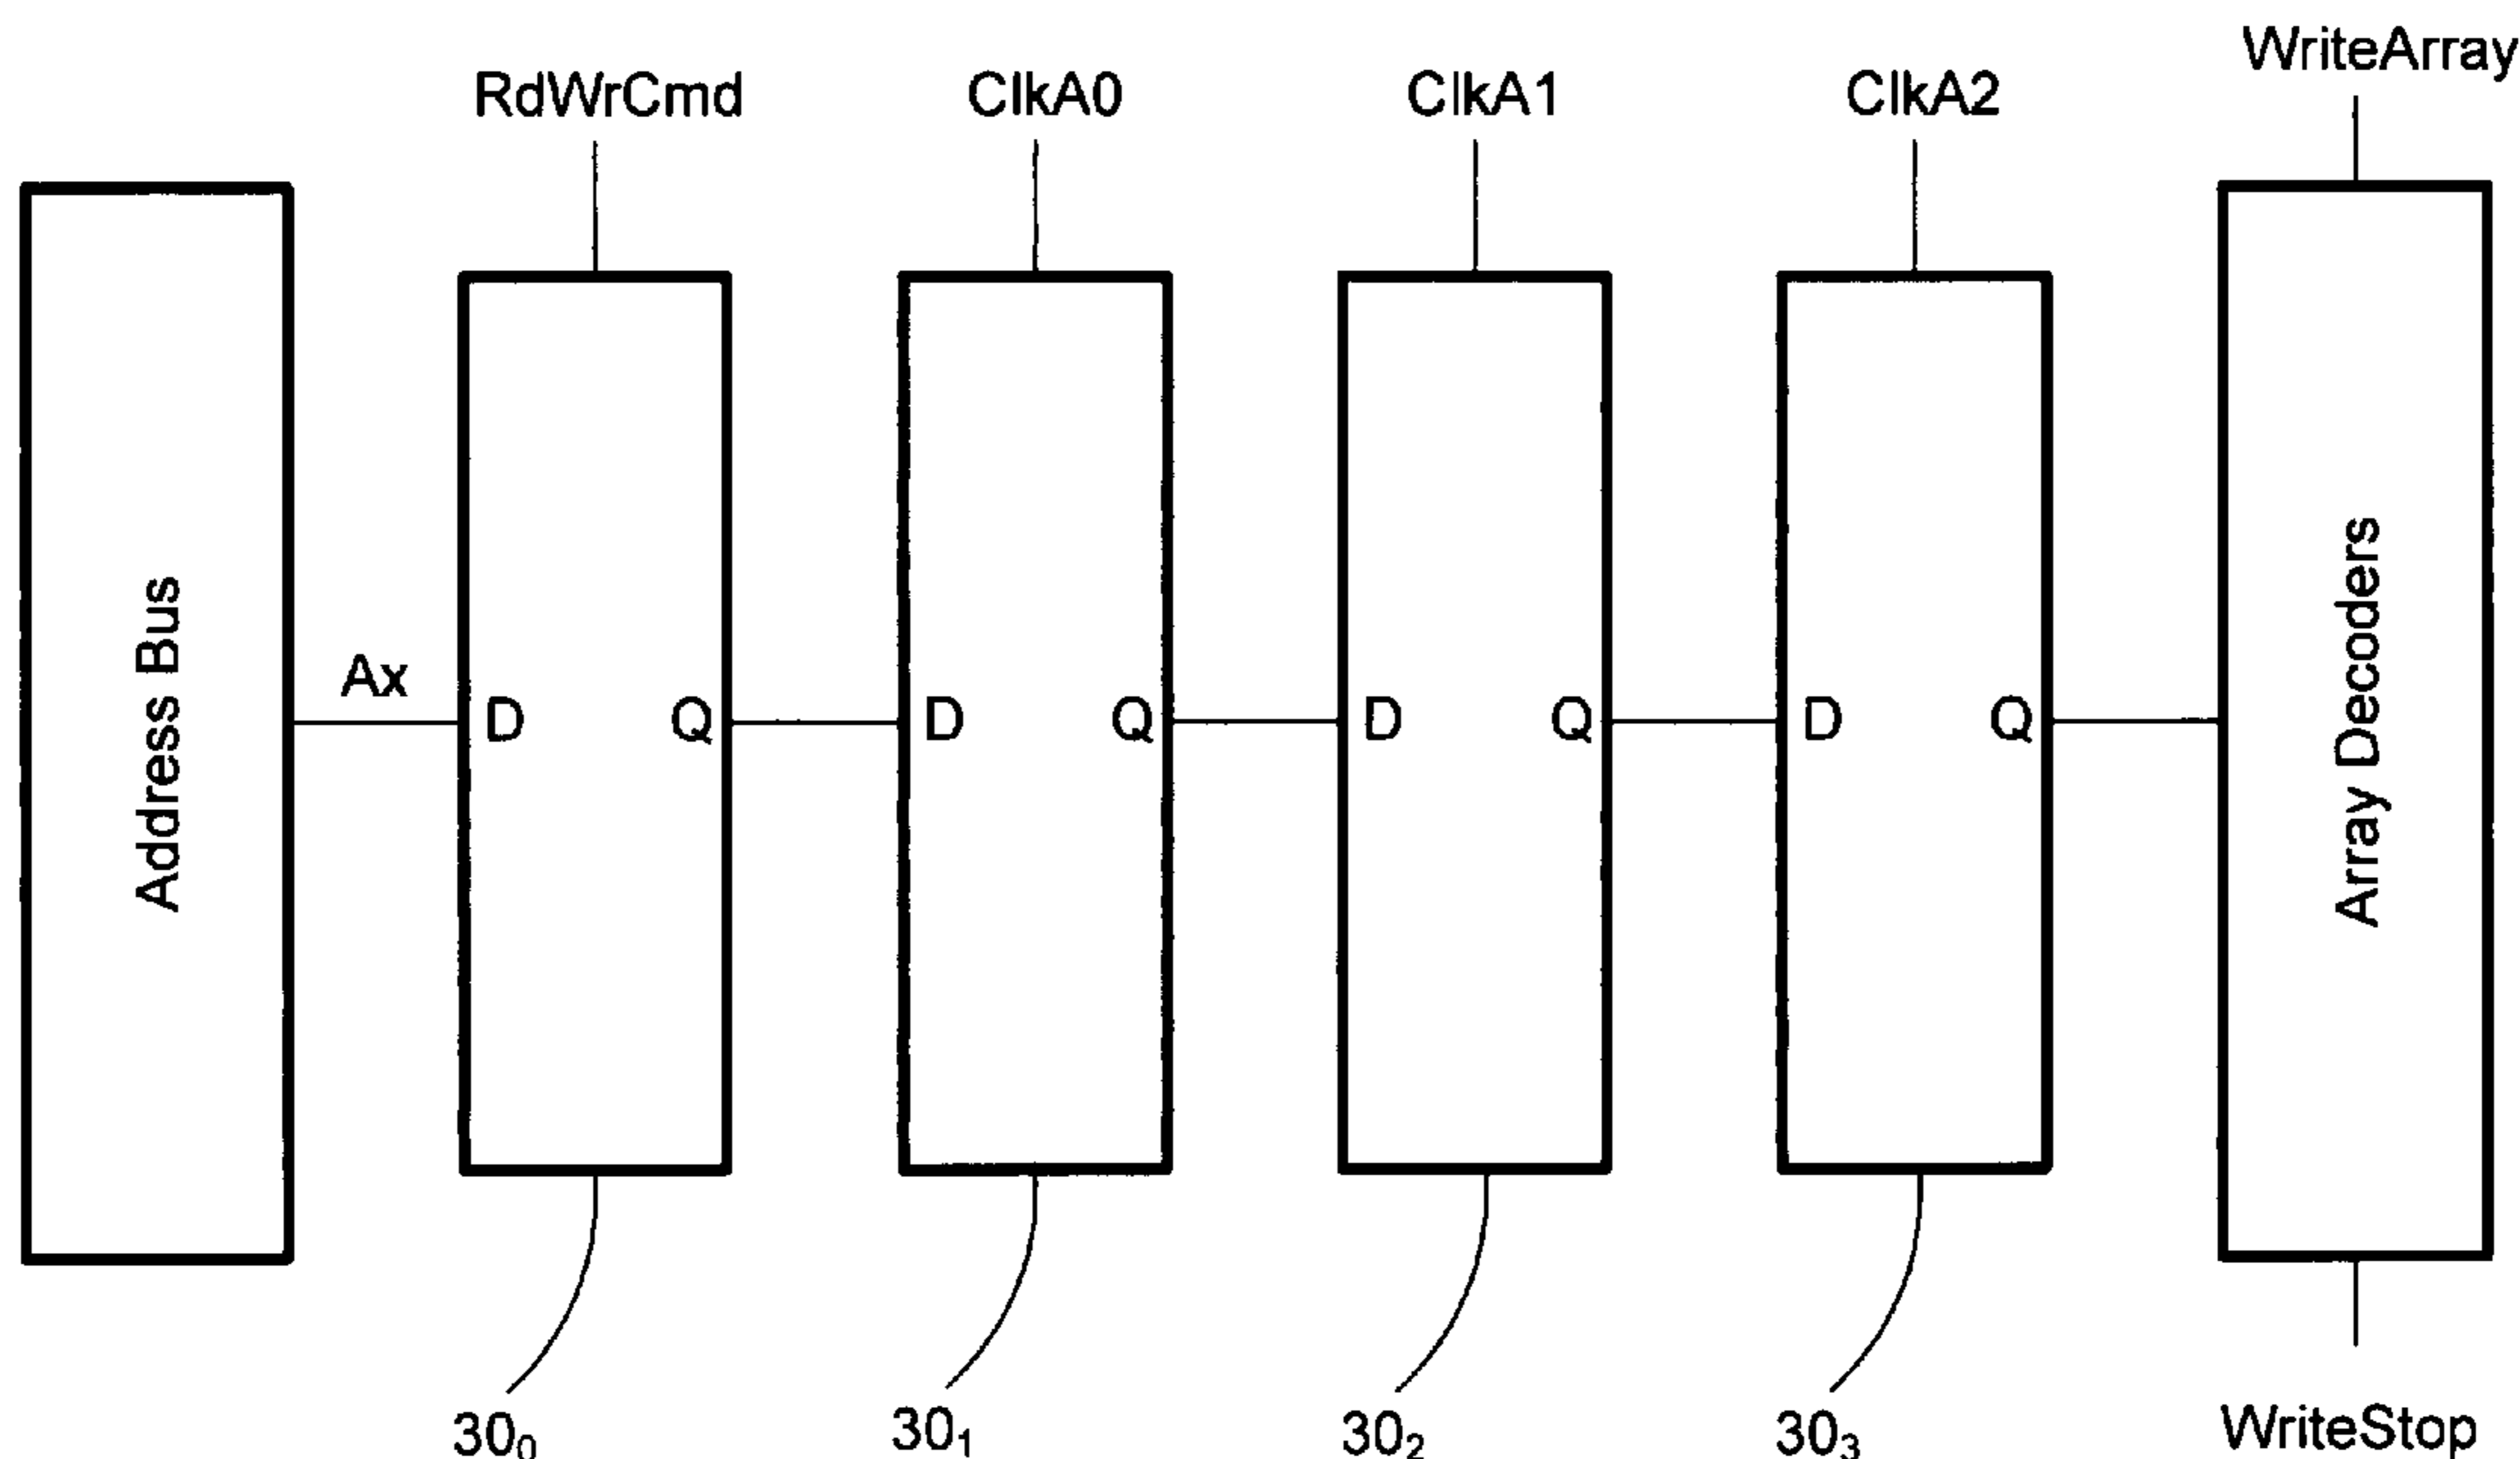 WriteArray
RdWrCmd
ClkA0
ClkA1
ClkA2
Address Bus
Ax
D
Q
D
Q
D
Q
D
Q
Array Decoders
30₀
30₁
30₂
30₃
WriteStop